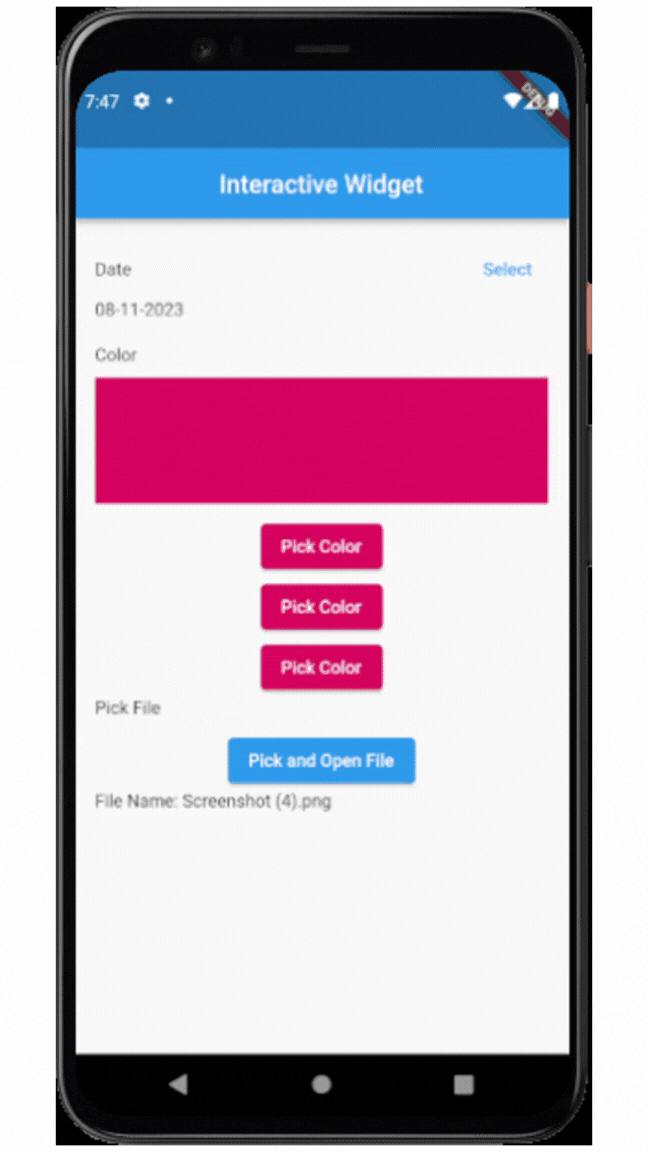 7:47
DEBUG
Interactive Widget
Date Select
08-11-2023
Color
Pick Color
Pick Color
Pick Color
Pick File
Pick and Open File
File Name: Screenshot (4).png